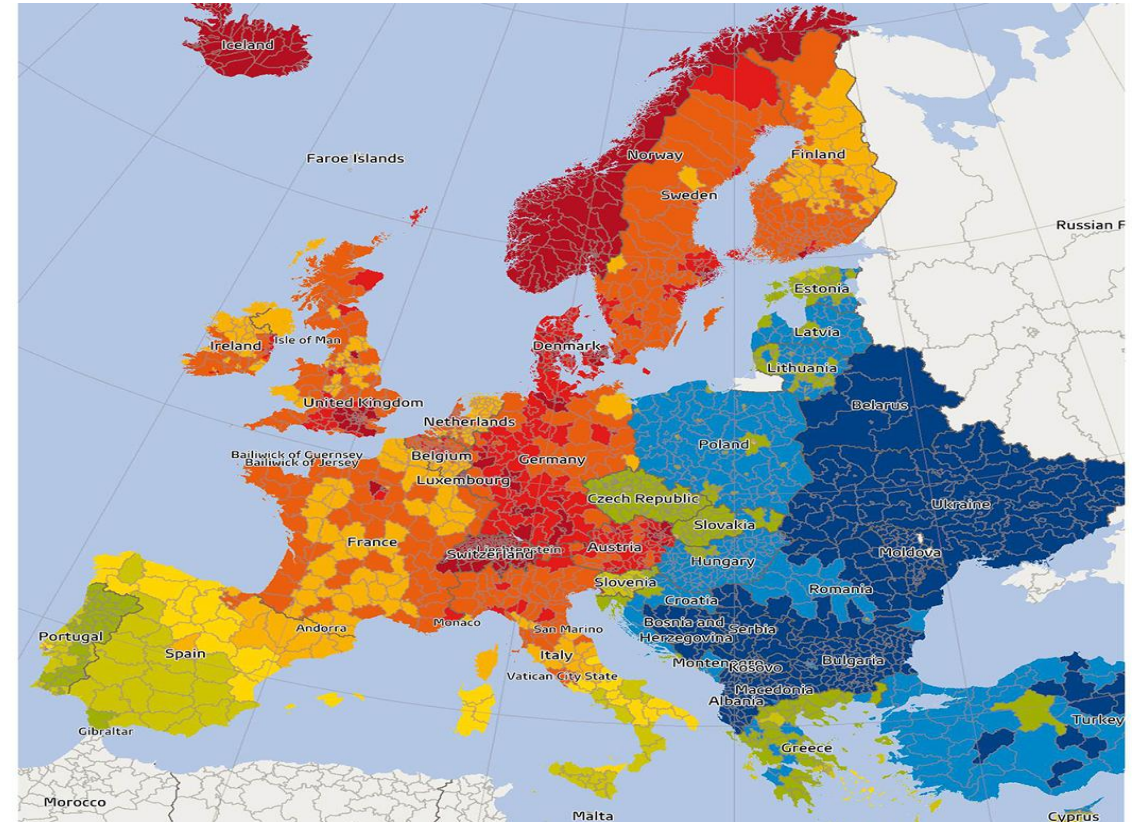 Iceland
Faroe Islands
Norway
Finland
Sweden
Russian F
Estonia
Latvia
Lithuania
Ireland
Isle of Man
Denmark
United Kingdom
Belarus
Netherlands
Poland
Bailiwick of Guernsey
Bailiwick of Jersey
Belgium
Germany
Luxembourg
Czech Republic
Ukraine
Slovakia
France
Switzerland
Liechtenstein
Austria
Moldova
Hungary
Slovenia
Romania
Croatia
Andorra
Monaco
San Marino
Bosnia and
Herzegovina
Serbia
Portugal
Spain
Italy
Vatican City State
Montenegro
Kosovo
Bulgaria
Macedonia
Albania
Gibraltar
Greece
Turkey
Morocco
Malta
Cyprus